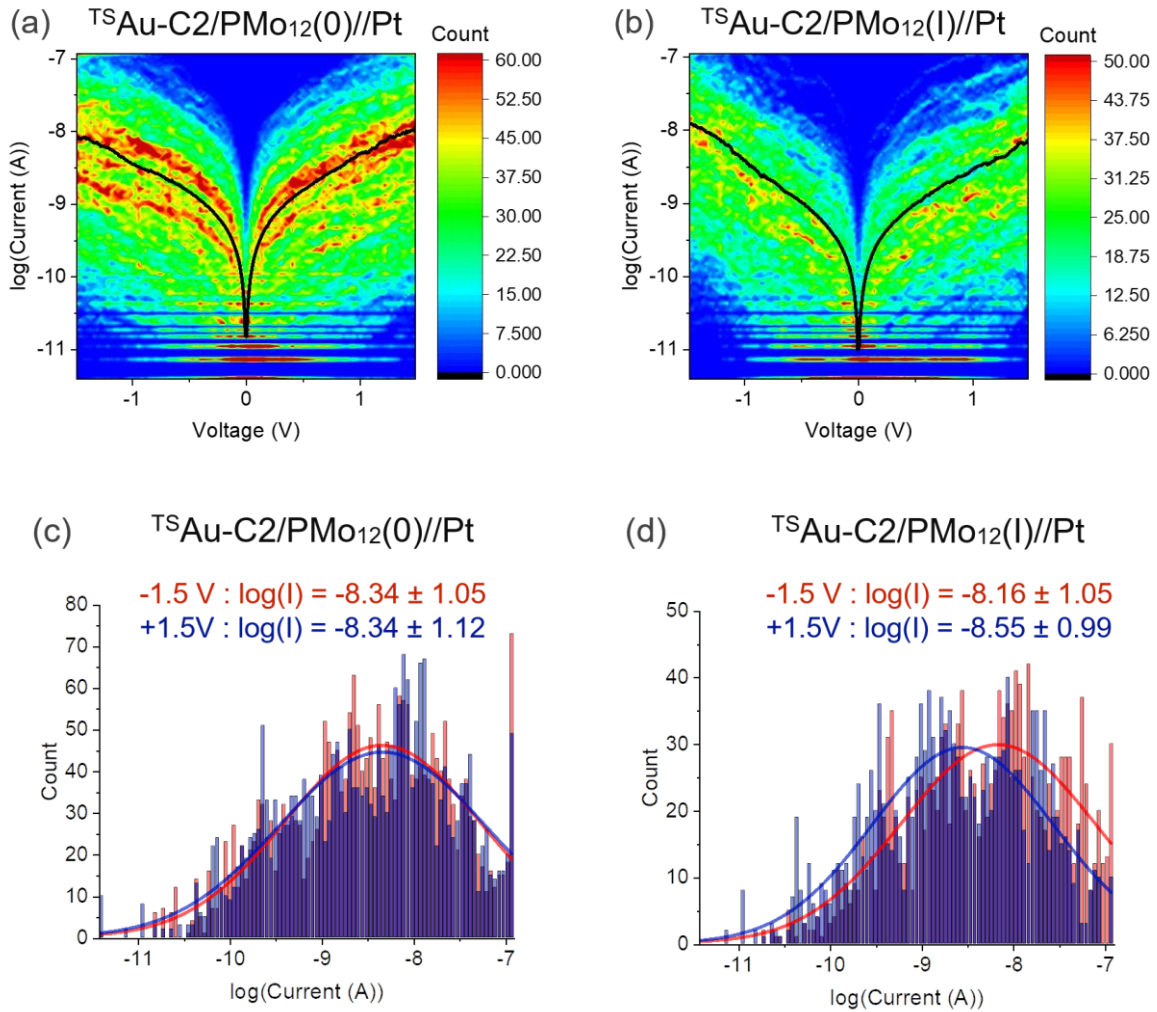 (a) ᵀˢAu-C2/PMo₁₂(0)//Pt
Count
log(Current (A))
-7
-8
-9
-10
-11
-1 0 1
Voltage (V)
60.00
52.50
45.00
37.50
30.00
22.50
15.00
7.500
0.000
(b) ᵀˢAu-C2/PMo₁₂(I)//Pt
Count
log(Current (A))
-7
-8
-9
-10
-11
-1 0 1
Voltage (V)
50.00
43.75
37.50
31.25
25.00
18.75
12.50
6.250
0.000
(c) ᵀˢAu-C2/PMo₁₂(0)//Pt
-1.5 V : log(I) = -8.34 ± 1.05
+1.5V : log(I) = -8.34 ± 1.12
Count
80
70
60
50
40
30
20
10
0
-11 -10 -9 -8 -7
log(Current (A))
(d) ᵀˢAu-C2/PMo₁₂(I)//Pt
-1.5 V : log(I) = -8.16 ± 1.05
+1.5V : log(I) = -8.55 ± 0.99
Count
50
40
30
20
10
0
-11 -10 -9 -8 -7
log(Current (A))